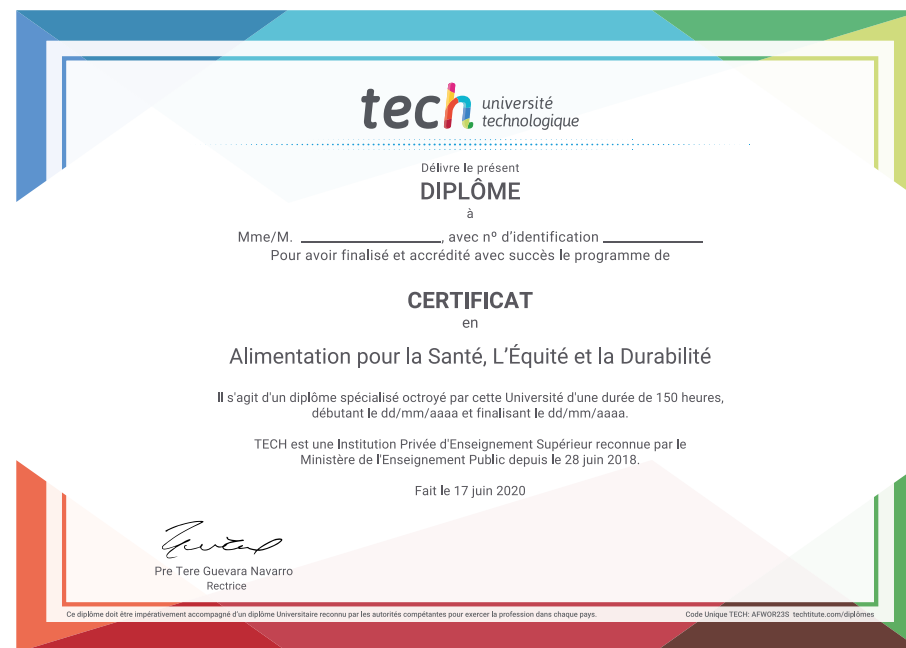 tech université
technologique
Délivre le présent
DIPLÔME
à
Mme/M. ____________________, avec nº d'identification ______________
Pour avoir finalisé et accrédité avec succès le programme de
CERTIFICAT
en
Alimentation pour la Santé, L'Équité et la Durabilité
Il s'agit d'un diplôme spécialisé octroyé par cette Université d'une durée de 150 heures,
débutant le dd/mm/aaaa et finalisant le dd/mm/aaaa.
TECH est une Institution Privée d'Enseignement Supérieur reconnue par le
Ministère de l'Enseignement Public depuis le 28 juin 2018.
Fait le 17 juin 2020
Pre Tere Guevara Navarro
Rectrice
Ce diplôme doit être impérativement accompagné d'un diplôme Universitaire reconnu par les autorités compétantes pour exercer la profession dans chaque pays.
Code Unique TECH: AFWOR23S techtitute.com/diplômes